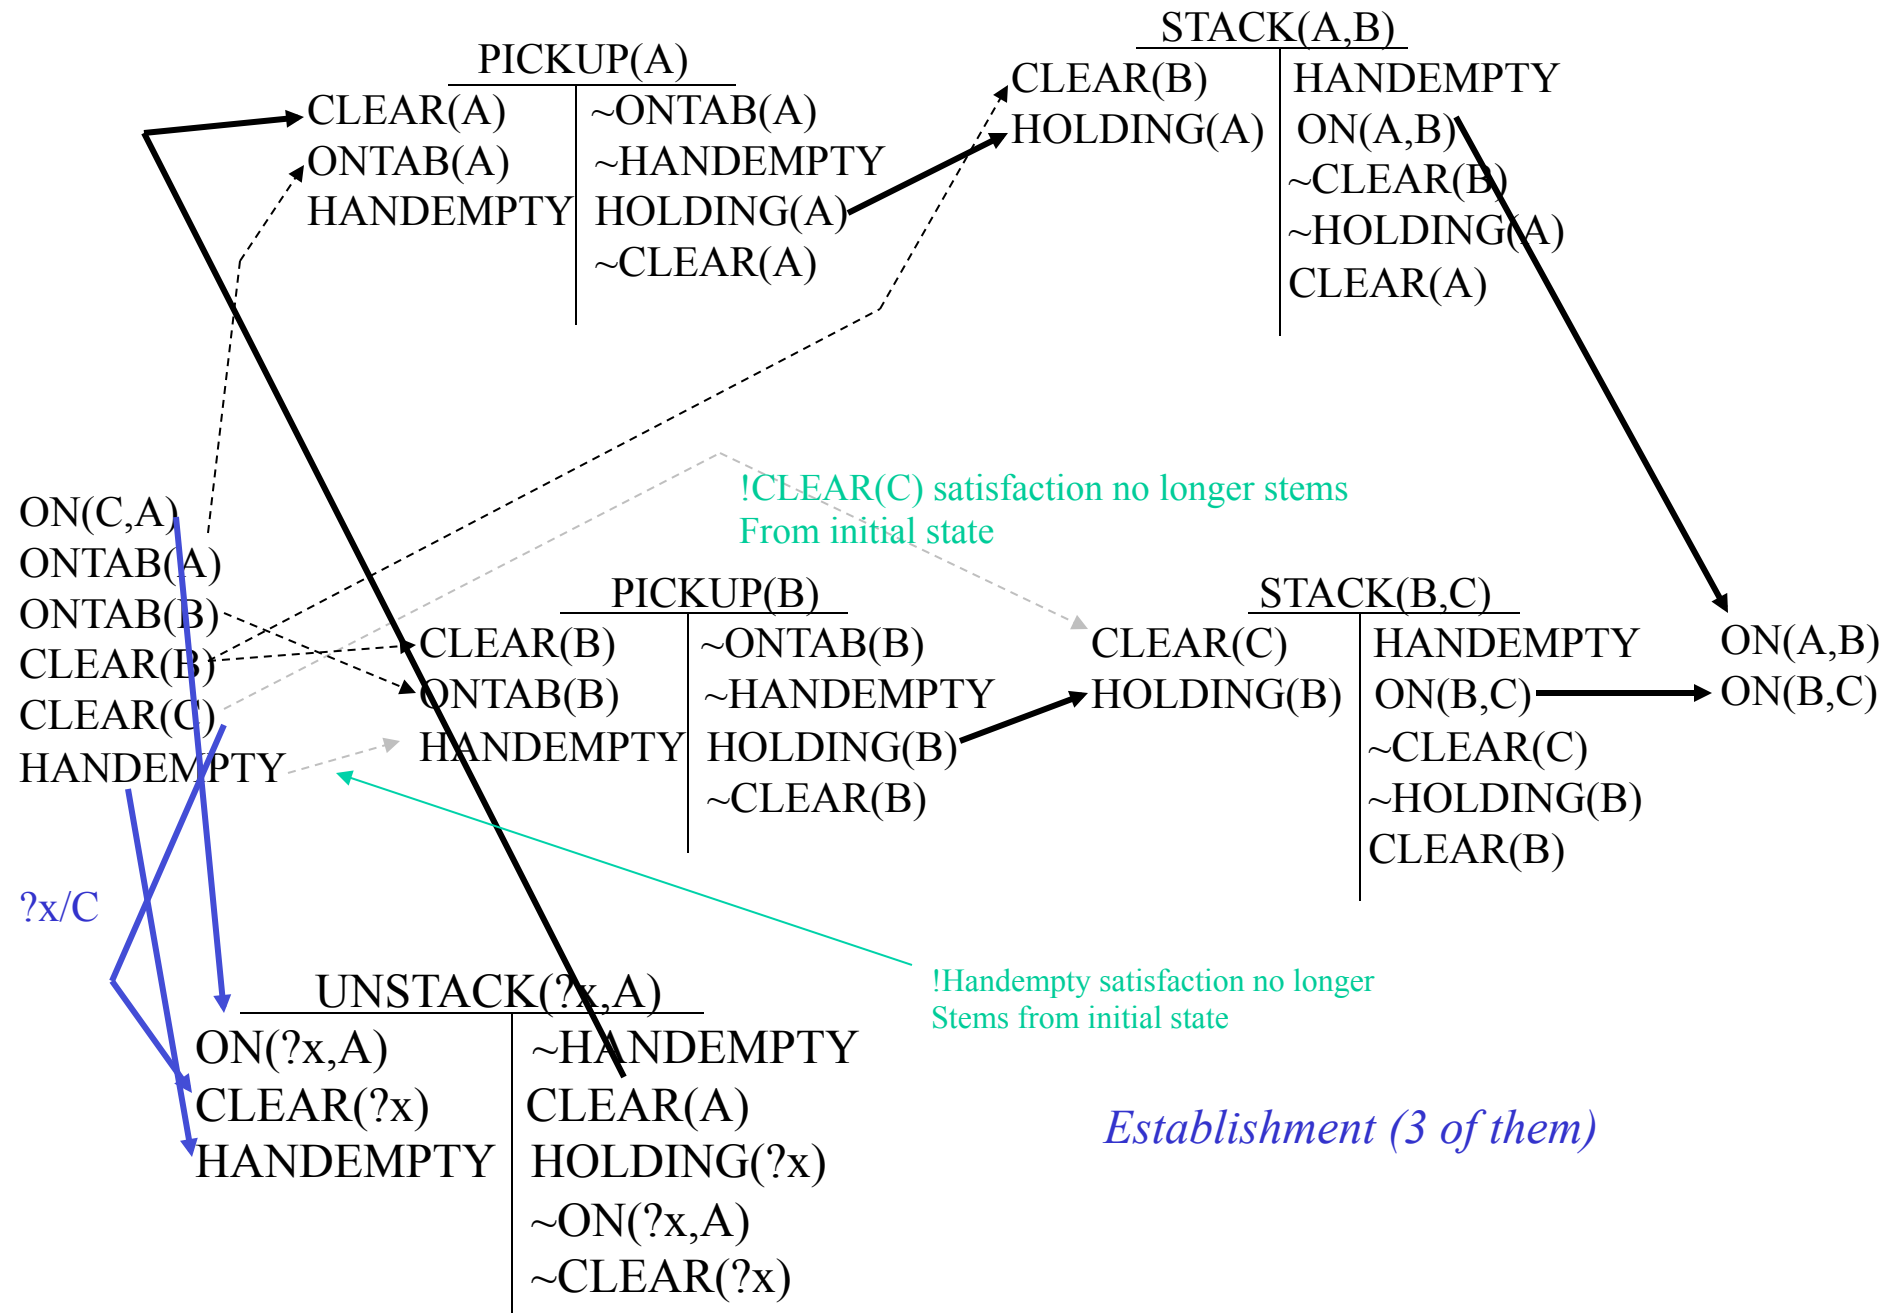 STACK(A,B)
PICKUP(A)
CLEAR(B) HANDEMPTY
CLEAR(A) ~ONTAB(A)
HOLDING(A) ON(A,B)
ONTAB(A) ~HANDEMPTY
~CLEAR(B)
HANDEMPTY HOLDING(A)
~HOLDING(A)
~CLEAR(A)
CLEAR(A)
!CLEAR(C) satisfaction no longer stems
From initial state
ON(C,A)
ONTAB(A)
ONTAB(B)
CLEAR(B)
CLEAR(C)
HANDEMPTY
PICKUP(B)
CLEAR(B) ~ONTAB(B)
ONTAB(B) ~HANDEMPTY
HANDEMPTY HOLDING(B)
~CLEAR(B)
STACK(B,C)
CLEAR(C) HANDEMPTY
HOLDING(B) ON(B,C)
~CLEAR(C)
~HOLDING(B)
CLEAR(B)
ON(A,B)
ON(B,C)
?x/C
UNSTACK(?x,A)
ON(?x,A) ~HANDEMPTY
CLEAR(?x) CLEAR(A)
HANDEMPTY HOLDING(?x)
~ON(?x,A)
~CLEAR(?x)
!Handempty satisfaction no longer
Stems from initial state
Establishment (3 of them)